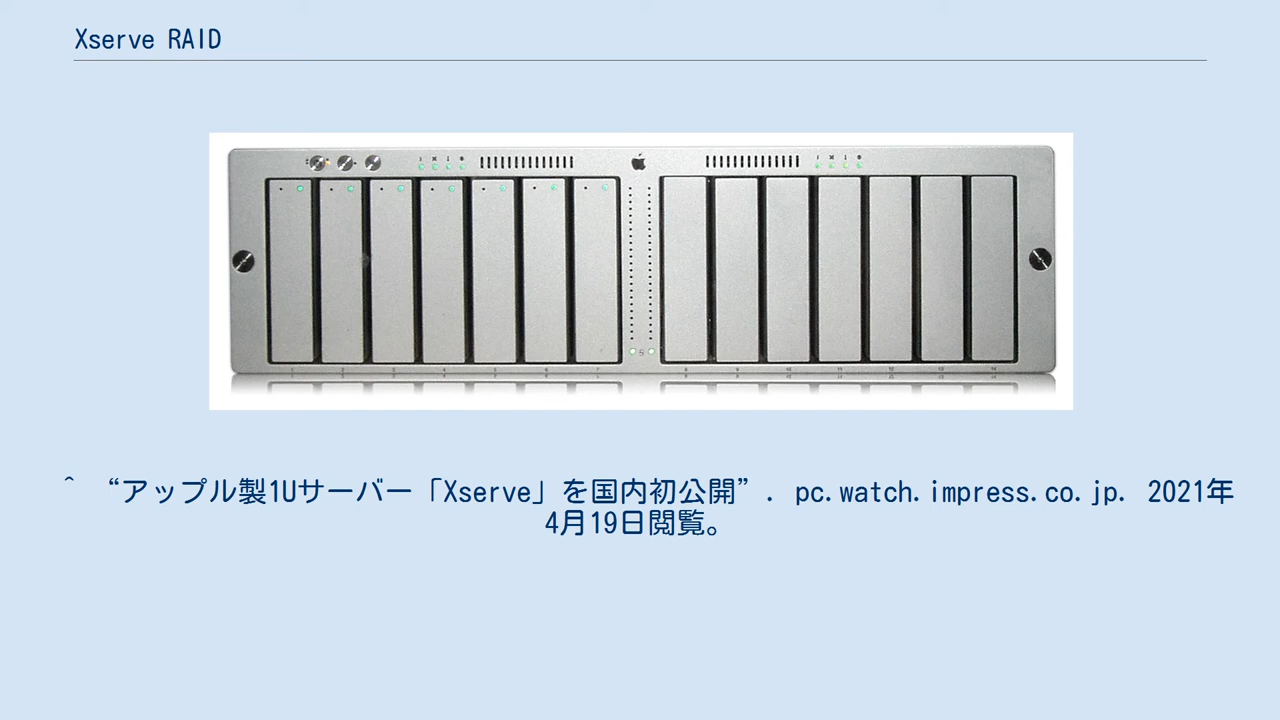 Xserve RAID
^ “アップル製1Uサーバー「Xserve」を国内初公開”. pc.watch.impress.co.jp. 2021年
4月19日閲覧。